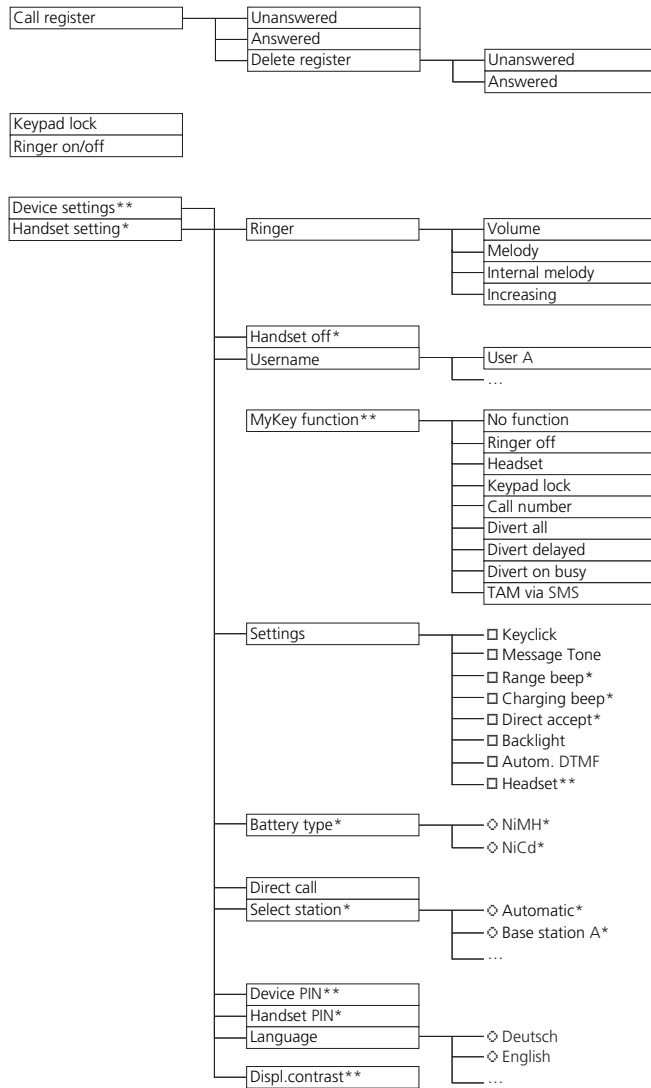 Call register
Unanswered
Answered
Delete register
Unanswered
Answered
Keypad lock
Ringer on/off
Device settings**
Handset setting*
Ringer
Volume
Melody
Internal melody
Increasing
Handset off*
Username
User A
…
MyKey function**
No function
Ringer off
Headset
Keypad lock
Call number
Divert all
Divert delayed
Divert on busy
TAM via SMS
Settings
Keyclick
Message Tone
Range beep*
Charging beep*
Direct accept*
Backlight
Autom. DTMF
Headset**
Battery type*
NiMH*
NiCd*
Direct call
Select station*
Automatic*
Base station A*
…
Device PIN**
Handset PIN*
Language
Deutsch
English
…
Displ.contrast**